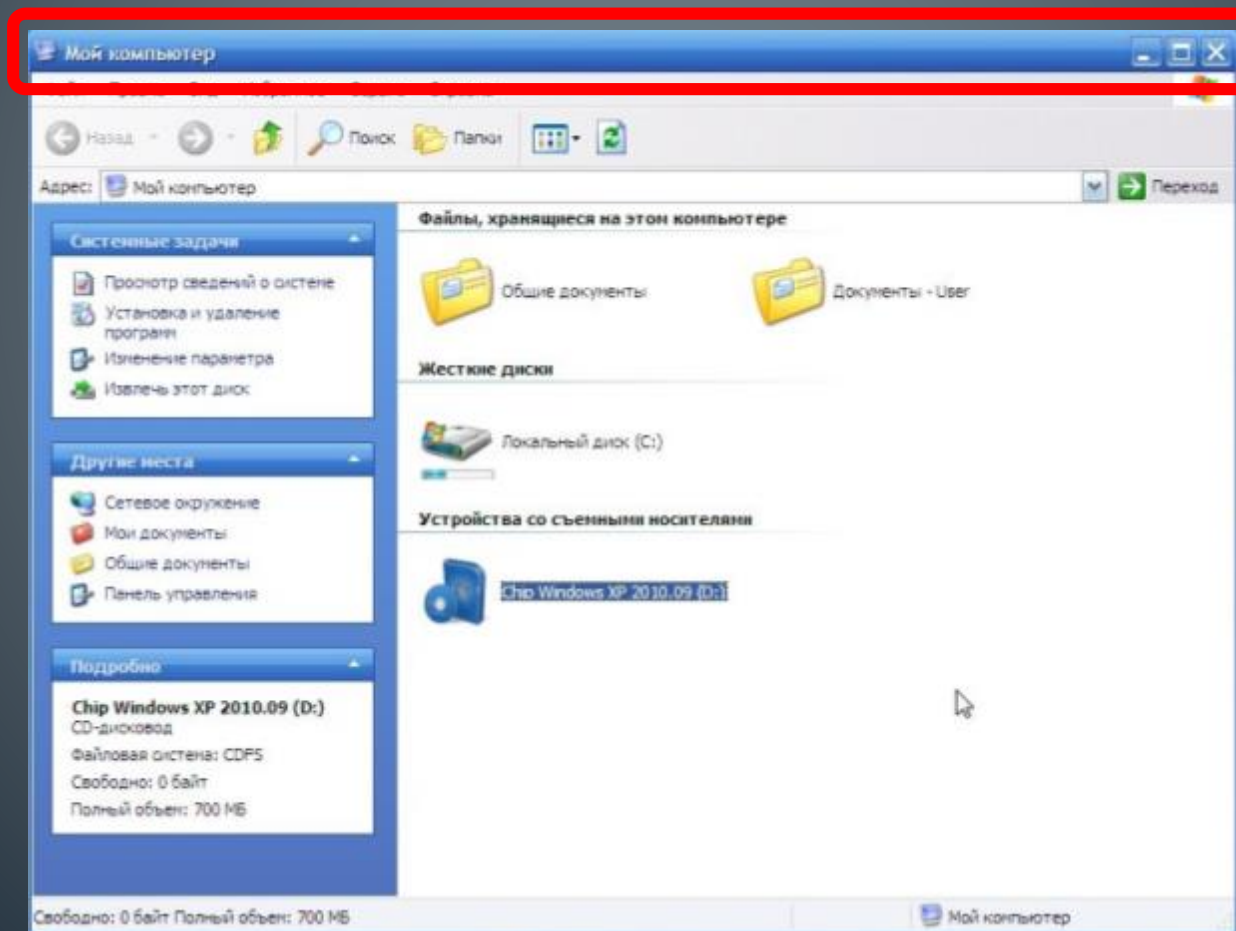 Мой компьютер
Назад
Поиск
Папки
Адрес:
Мой компьютер
Переход
Системные задачи
Просмотр сведений о системе
Установка и удаление
программ
Изменение параметра
Извлечь этот диск
Другие места
Сетевое окружение
Мои документы
Общие документы
Панель управления
Подробно
Chip Windows XP 2010.09 (D:)
CD-дисковод
Файловая система: CDFS
Свободно: 0 байт
Полный объем: 700 МБ
Файлы, хранящиеся на этом компьютере
Общие документы
Документы - User
Жесткие диски
Локальный диск (C:)
Устройства со съемными носителями
Chip Windows XP 2010.09 (D:)
Свободно: 0 байт Полный объем: 700 МБ
Мой компьютер